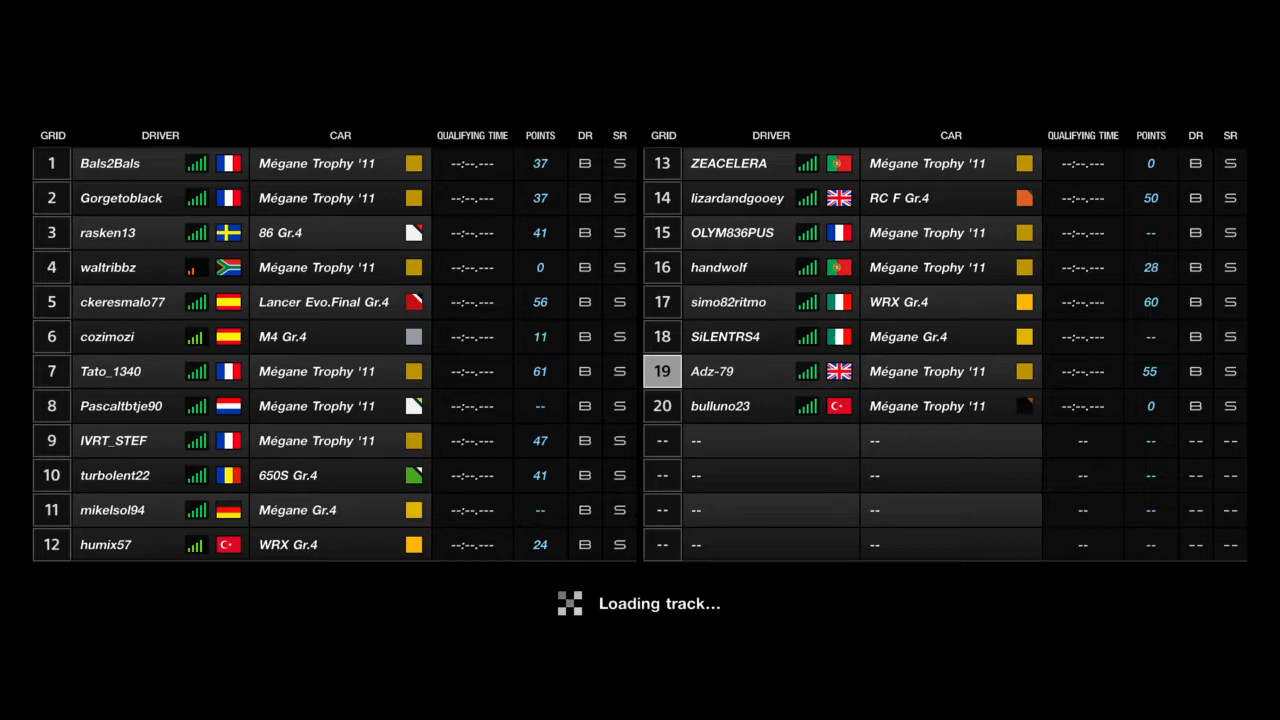 GRID DRIVER CAR QUALIFYING TIME POINTS DR SR
1 Bals2Bals Mégane Trophy '11 --:--.--- 37 B S
2 Gorgetoblack Mégane Trophy '11 --:--.--- 37 B S
3 rasken13 86 Gr.4 --:--.--- 41 B S
4 waltribbz Mégane Trophy '11 --:--.--- 0 B S
5 ckeresmalo77 Lancer Evo.Final Gr.4 --:--.--- 56 B S
6 cozimozi M4 Gr.4 --:--.--- 11 B S
7 Tato_1340 Mégane Trophy '11 --:--.--- 61 B S
8 Pascaltbtje90 Mégane Trophy '11 --:--.--- -- B S
9 IVRT_STEF Mégane Trophy '11 --:--.--- 47 B S
10 turbolent22 650S Gr.4 --:--.--- 41 B S
11 mikelsol94 Mégane Gr.4 --:--.--- -- B S
12 humix57 WRX Gr.4 --:--.--- 24 B S
GRID DRIVER CAR QUALIFYING TIME POINTS DR SR
13 ZEACELERA Mégane Trophy '11 --:--.--- 0 B S
14 lizardandgooey RC F Gr.4 --:--.--- 50 B S
15 OLYM836PUS Mégane Trophy '11 --:--.--- -- B S
16 handwolf Mégane Trophy '11 --:--.--- 28 B S
17 simo82ritmo WRX Gr.4 --:--.--- 60 B S
18 SiLENTRS4 Mégane Gr.4 --:--.--- -- B S
19 Adz-79 Mégane Trophy '11 --:--.--- 55 B S
20 bulluno23 Mégane Trophy '11 --:--.--- 0 B S
-- -- -- -- -- -- --
-- -- -- -- -- -- --
-- -- -- -- -- -- --
-- -- -- -- -- -- --
Loading track...